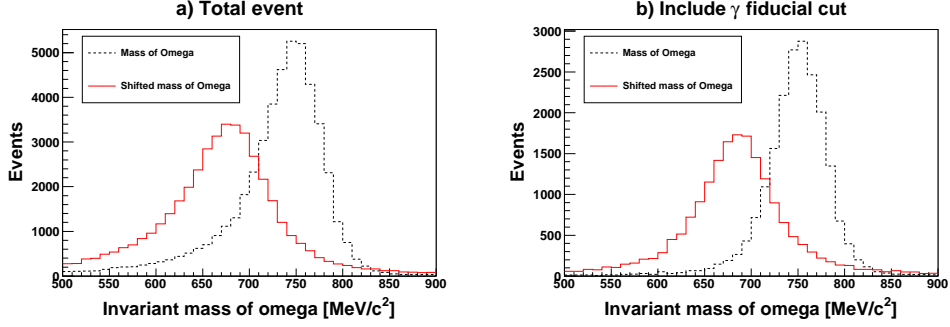 a) Total event
Events
5000
4000
3000
2000
1000
0
Mass of Omega
Shifted mass of Omega
500 550 600 650 700 750 800 850 900
Invariant mass of omega [MeV/c²]
b) Include γ fiducial cut
Events
3000
2500
2000
1500
1000
500
0
Mass of Omega
Shifted mass of Omega
500 550 600 650 700 750 800 850 900
Invariant mass of omega [MeV/c²]